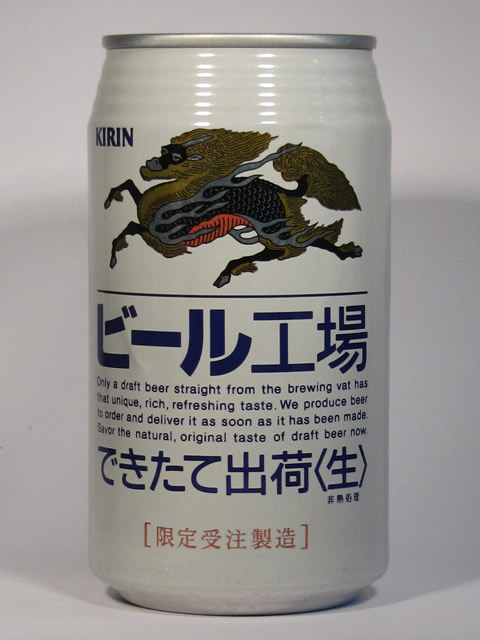 KIRIN
ビール工場
Only a draft beer straight from the brewing vat has
that unique, rich, refreshing taste. We produce beer
to order and deliver it as soon as it has been made.
Savor the natural, original taste of draft beer now.
できたて出荷〈生〉
非熱処理
[限定受注製造]